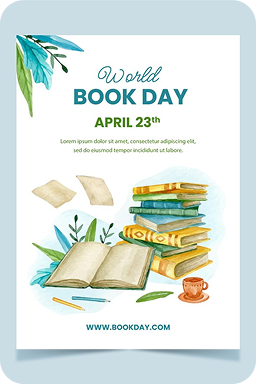 World
BOOK DAY
APRIL 23th
Lorem ipsum dolor sit amet, consectetur adipiscing elit,
sed do eiusmod tempor incididunt ut labore.
WWW.BOOKDAY.COM